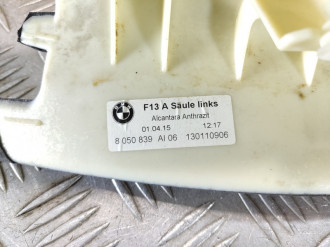 F13 A Säule links
Alcantara Anthrazit
01.04.15 12:17
8 050 839 AI 06 130110906